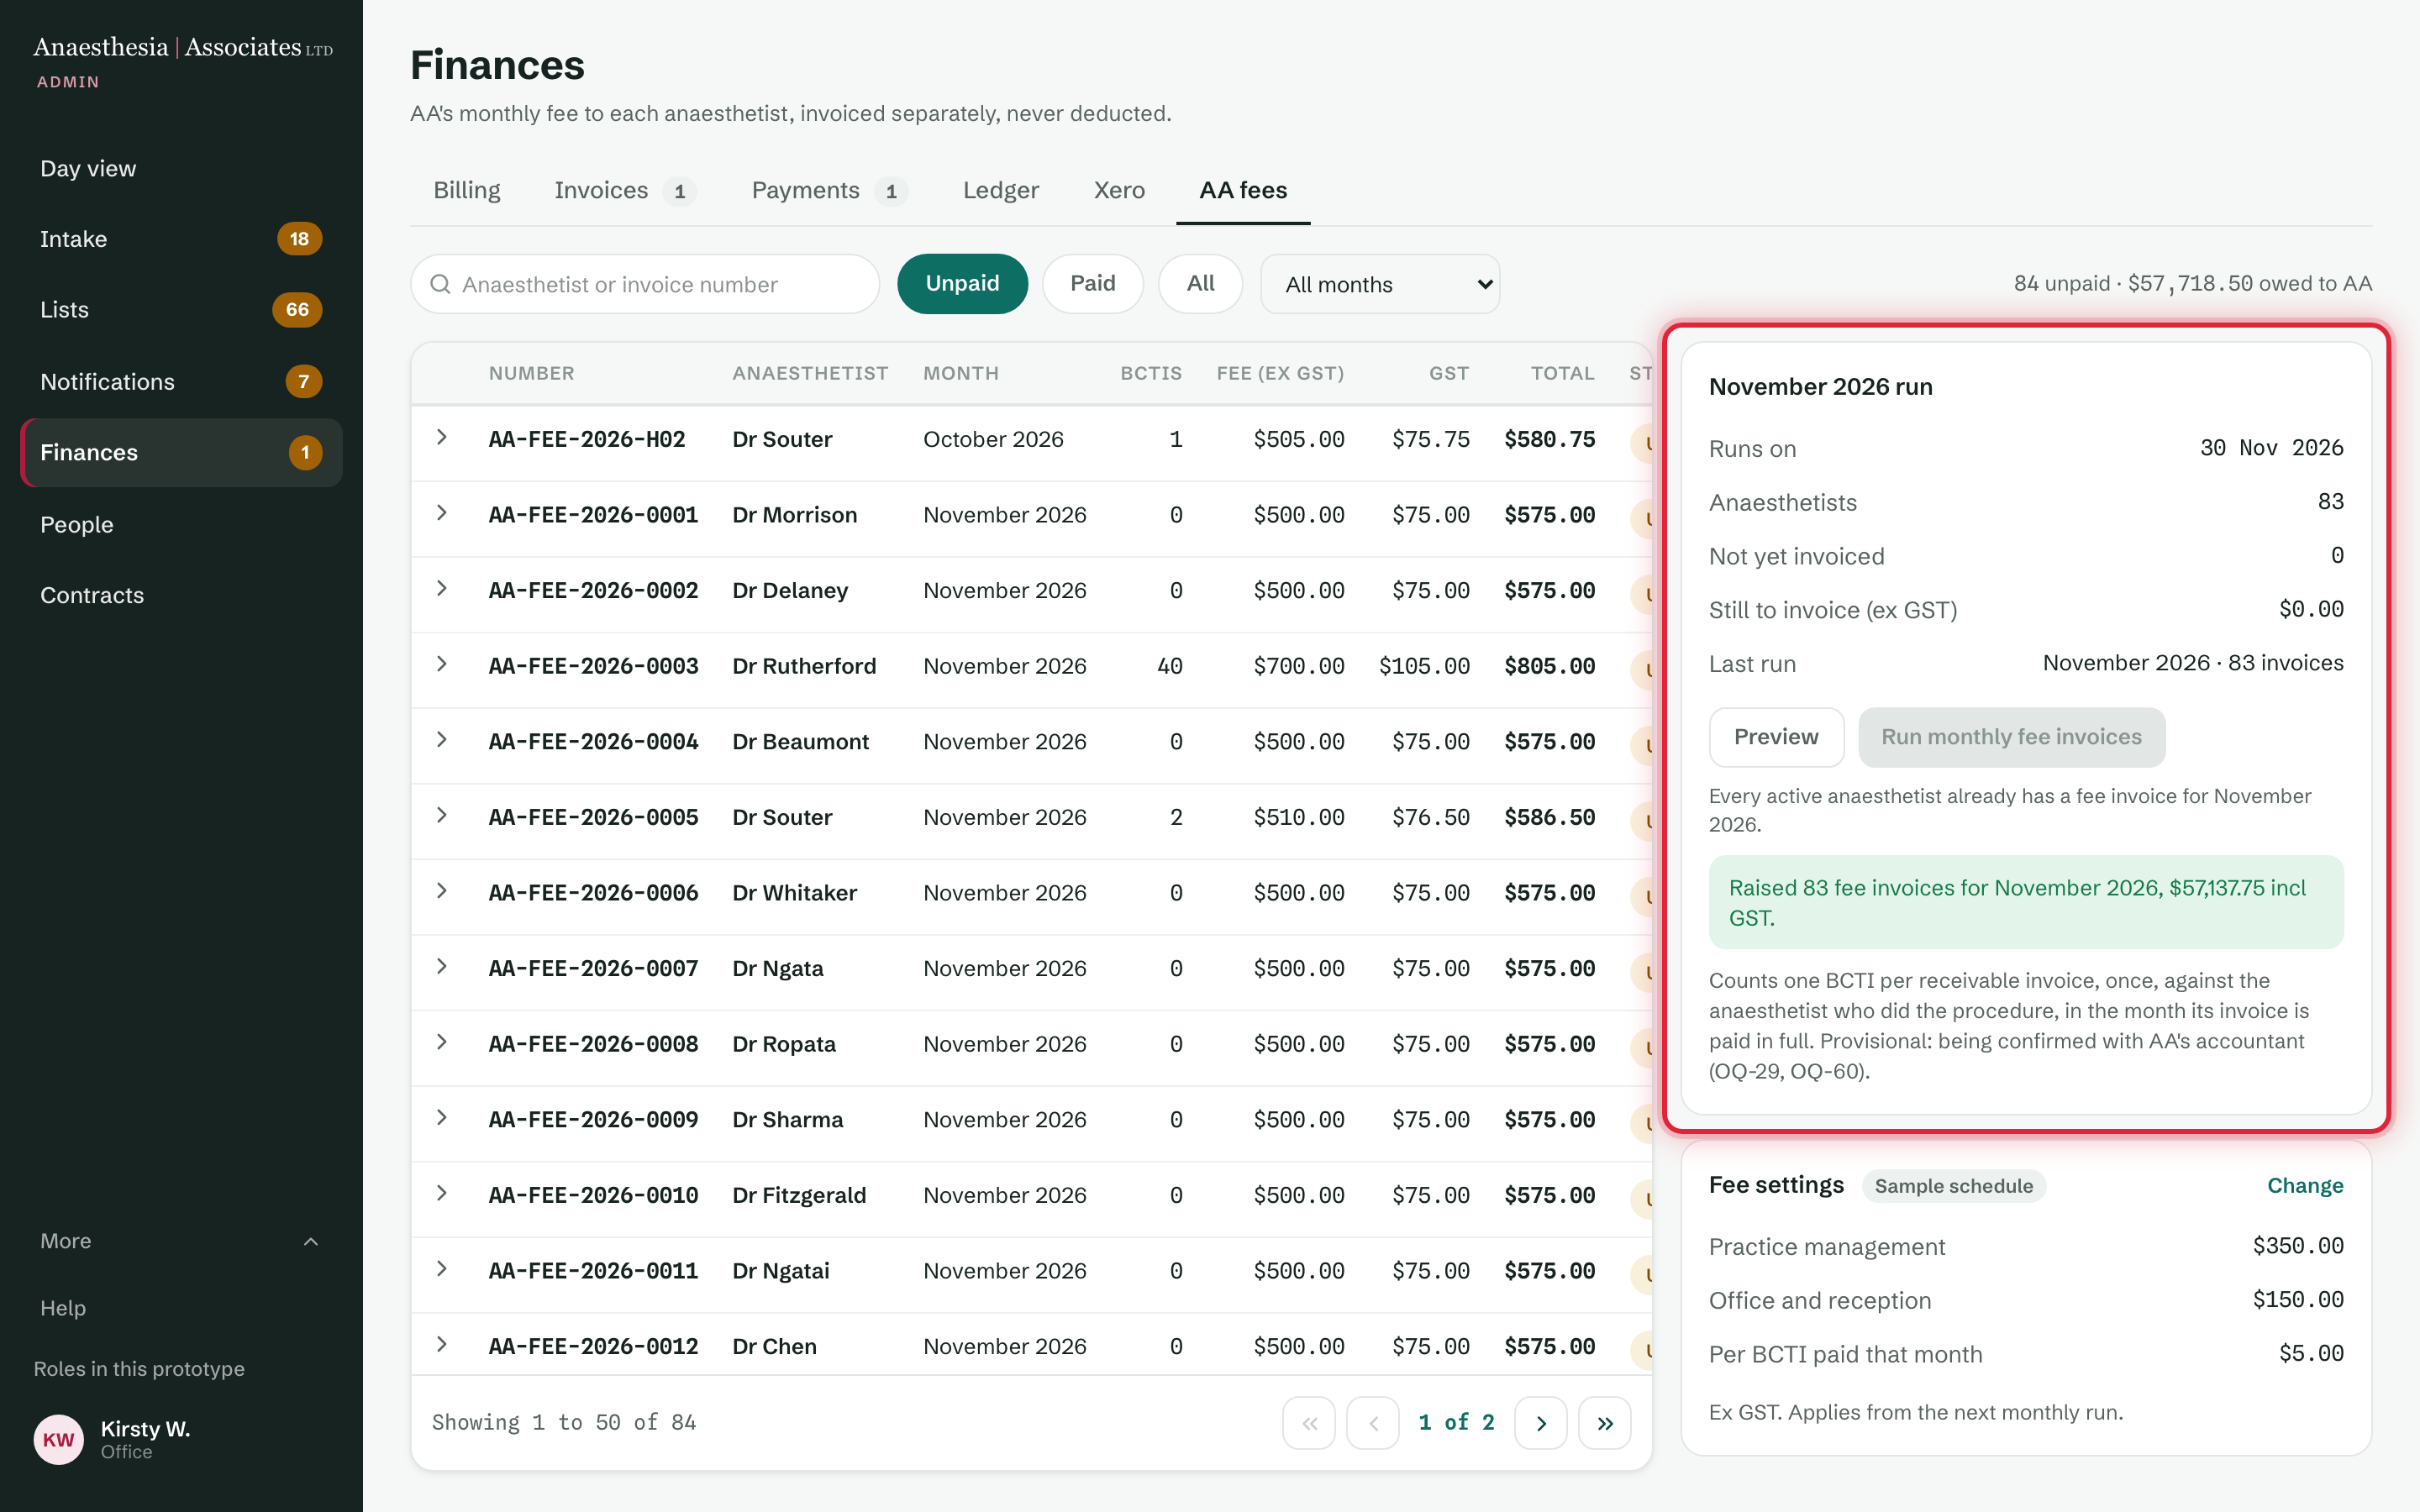 Anaesthesia | Associates LTD
ADMIN
Day view
Intake 18
Lists 66
Notifications 7
Finances 1
People
Contracts
More
Help
Roles in this prototype
KW
Kirsty W.
Office
Finances
AA's monthly fee to each anaesthetist, invoiced separately, never deducted.
Billing Invoices 1 Payments 1 Ledger Xero AA fees
Anaesthetist or invoice number Unpaid Paid All All months 84 unpaid · $57,718.50 owed to AA
NUMBER ANAESTHETIST MONTH BCTIS FEE (EX GST) GST TOTAL ST
AA-FEE-2026-H02 Dr Souter October 2026 1 $505.00 $75.75 $580.75
AA-FEE-2026-0001 Dr Morrison November 2026 0 $500.00 $75.00 $575.00
AA-FEE-2026-0002 Dr Delaney November 2026 0 $500.00 $75.00 $575.00
AA-FEE-2026-0003 Dr Rutherford November 2026 40 $700.00 $105.00 $805.00
AA-FEE-2026-0004 Dr Beaumont November 2026 0 $500.00 $75.00 $575.00
AA-FEE-2026-0005 Dr Souter November 2026 2 $510.00 $76.50 $586.50
AA-FEE-2026-0006 Dr Whitaker November 2026 0 $500.00 $75.00 $575.00
AA-FEE-2026-0007 Dr Ngata November 2026 0 $500.00 $75.00 $575.00
AA-FEE-2026-0008 Dr Ropata November 2026 0 $500.00 $75.00 $575.00
AA-FEE-2026-0009 Dr Sharma November 2026 0 $500.00 $75.00 $575.00
AA-FEE-2026-0010 Dr Fitzgerald November 2026 0 $500.00 $75.00 $575.00
AA-FEE-2026-0011 Dr Ngatai November 2026 0 $500.00 $75.00 $575.00
AA-FEE-2026-0012 Dr Chen November 2026 0 $500.00 $75.00 $575.00
Showing 1 to 50 of 84 « ‹ 1 of 2 › »
November 2026 run
Runs on 30 Nov 2026
Anaesthetists 83
Not yet invoiced 0
Still to invoice (ex GST) $0.00
Last run November 2026 · 83 invoices
Preview Run monthly fee invoices
Every active anaesthetist already has a fee invoice for November
2026.
Raised 83 fee invoices for November 2026, $57,137.75 incl
GST.
Counts one BCTI per receivable invoice, once, against the
anaesthetist who did the procedure, in the month its invoice is
paid in full. Provisional: being confirmed with AA's accountant
(OQ-29, OQ-60).
Fee settings Sample schedule Change
Practice management $350.00
Office and reception $150.00
Per BCTI paid that month $5.00
Ex GST. Applies from the next monthly run.